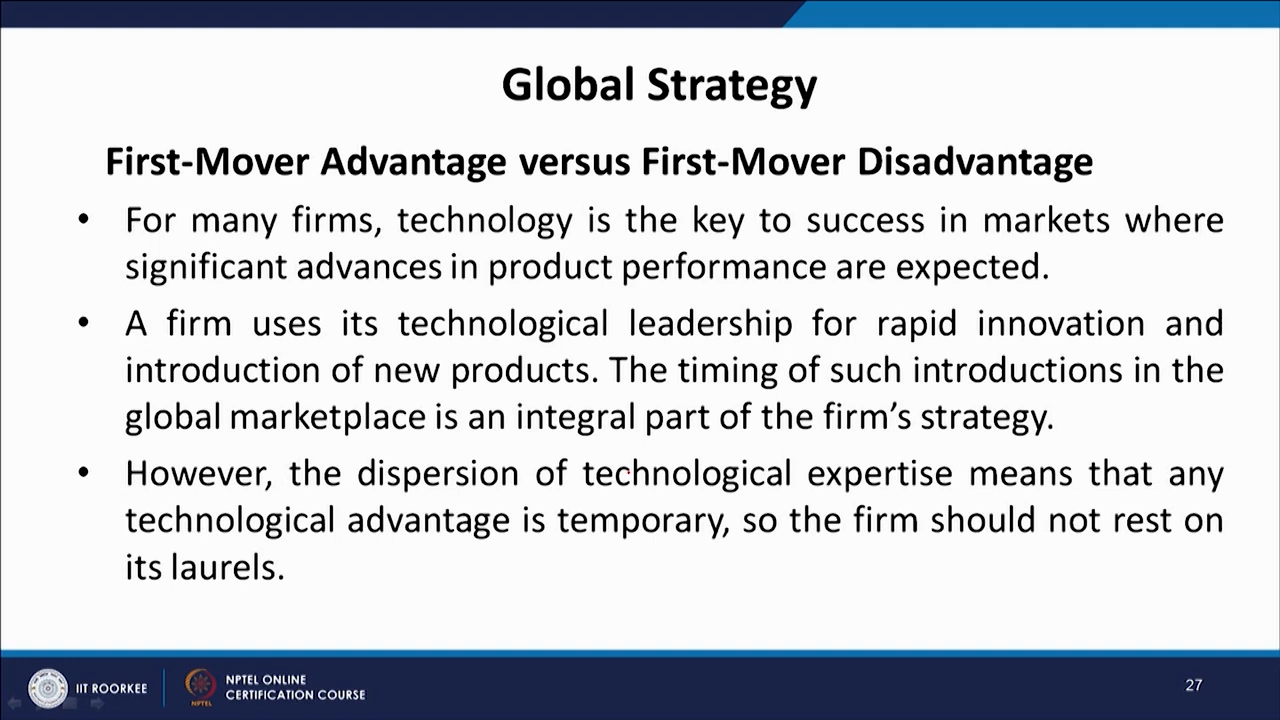 Global Strategy
First-Mover Advantage versus First-Mover Disadvantage
• For many firms, technology is the key to success in markets where
significant advances in product performance are expected.
• A firm uses its technological leadership for rapid innovation and
introduction of new products. The timing of such introductions in the
global marketplace is an integral part of the firm’s strategy.
• However, the dispersion of technological expertise means that any
technological advantage is temporary, so the firm should not rest on
its laurels.
IIT ROORKEE
NPTEL
NPTEL ONLINE
CERTIFICATION COURSE
27